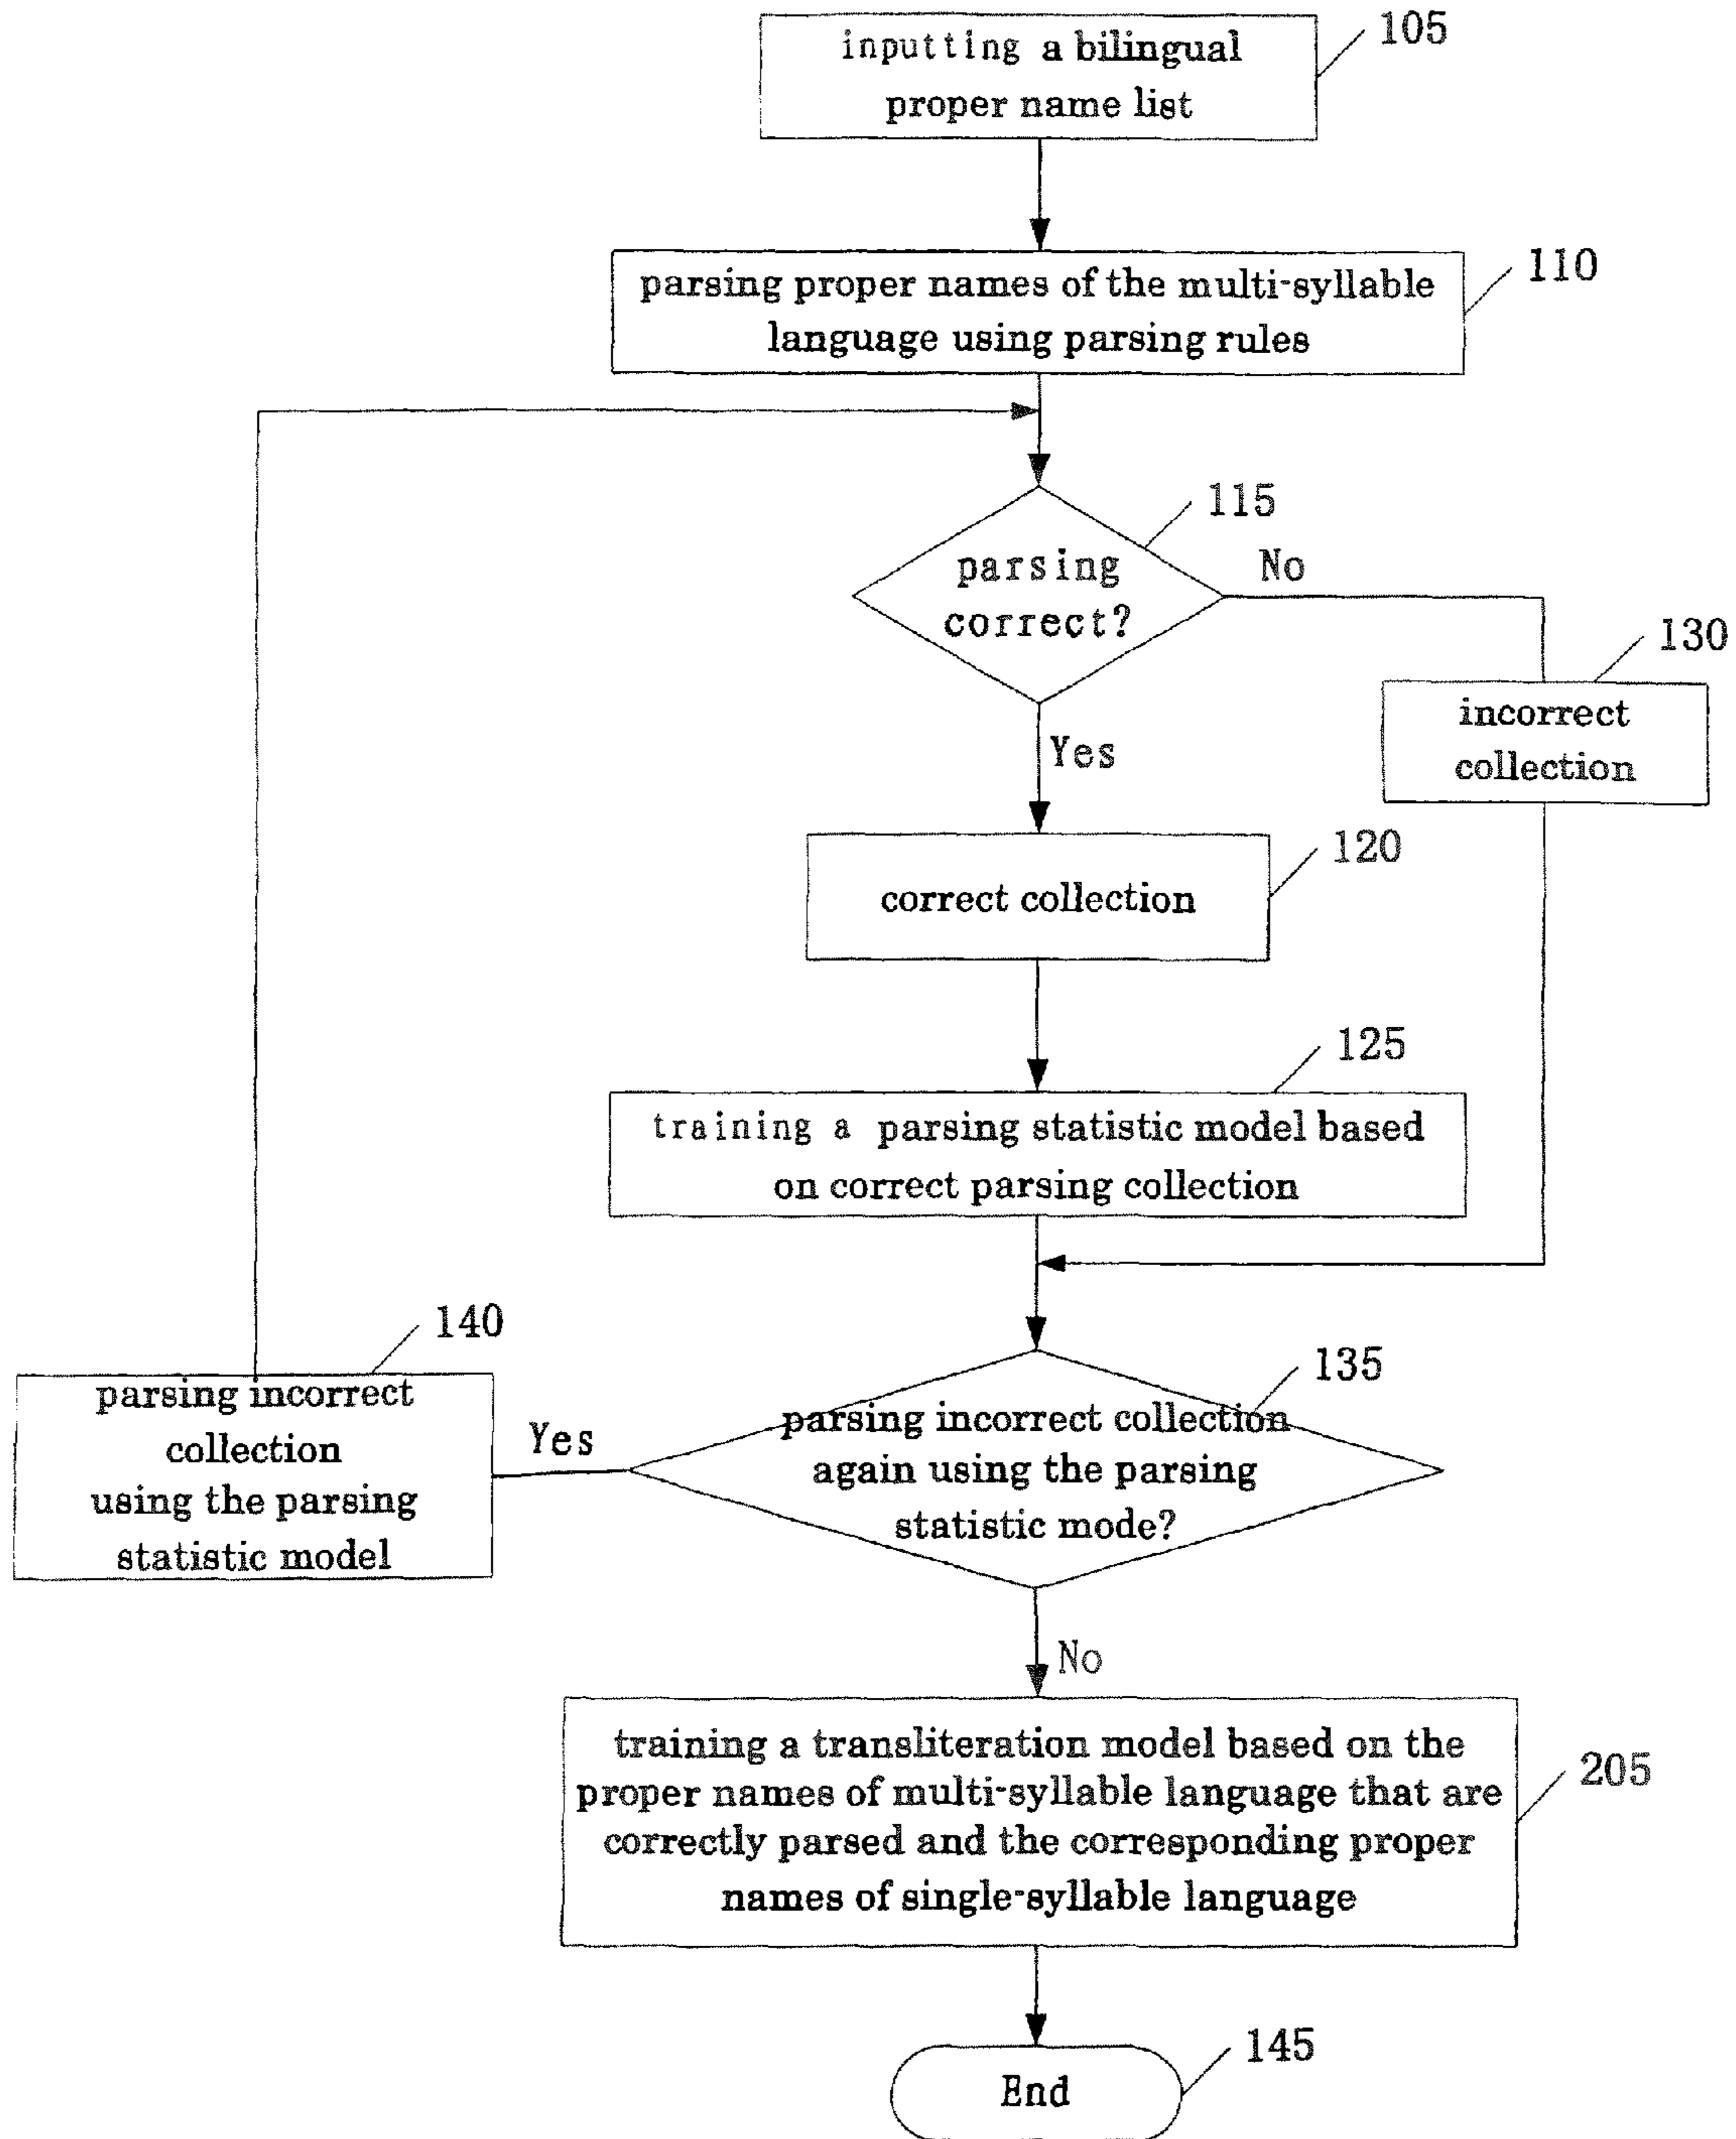 inputting a bilingual
proper name list
105
parsing proper names of the multi-syllable
language using parsing rules
110
115
parsing
correct?
No
130
incorrect
collection
Yes
120
correct collection
125
training a parsing statistic model based
on correct parsing collection
140
parsing incorrect
collection
using the parsing
statistic model
Yes
135
parsing incorrect collection
again using the parsing
statistic mode?
No
training a transliteration model based on the
proper names of multi-syllable language that are
correctly parsed and the corresponding proper
names of single-syllable language
205
145
End